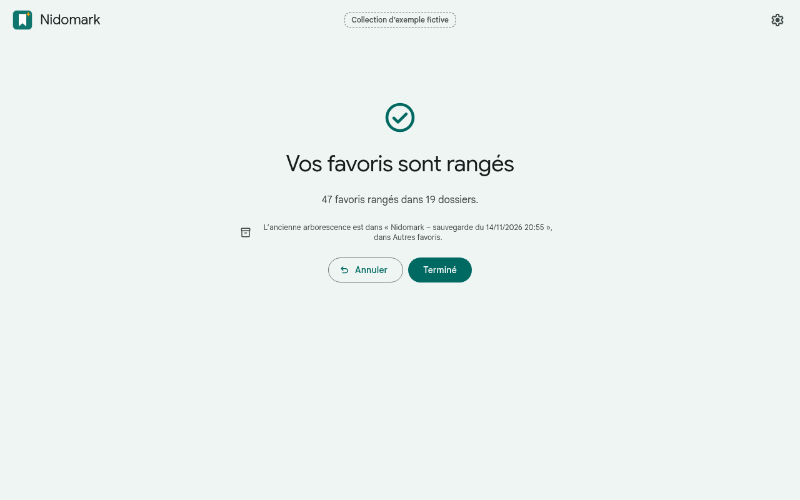 Nidomark
Collection d'exemple fictive
Vos favoris sont rangés
47 favoris rangés dans 19 dossiers.
L'ancienne arborescence est dans « Nidomark – sauvegarde du 14/11/2026 20:55 »,
dans Autres favoris.
Annuler
Terminé